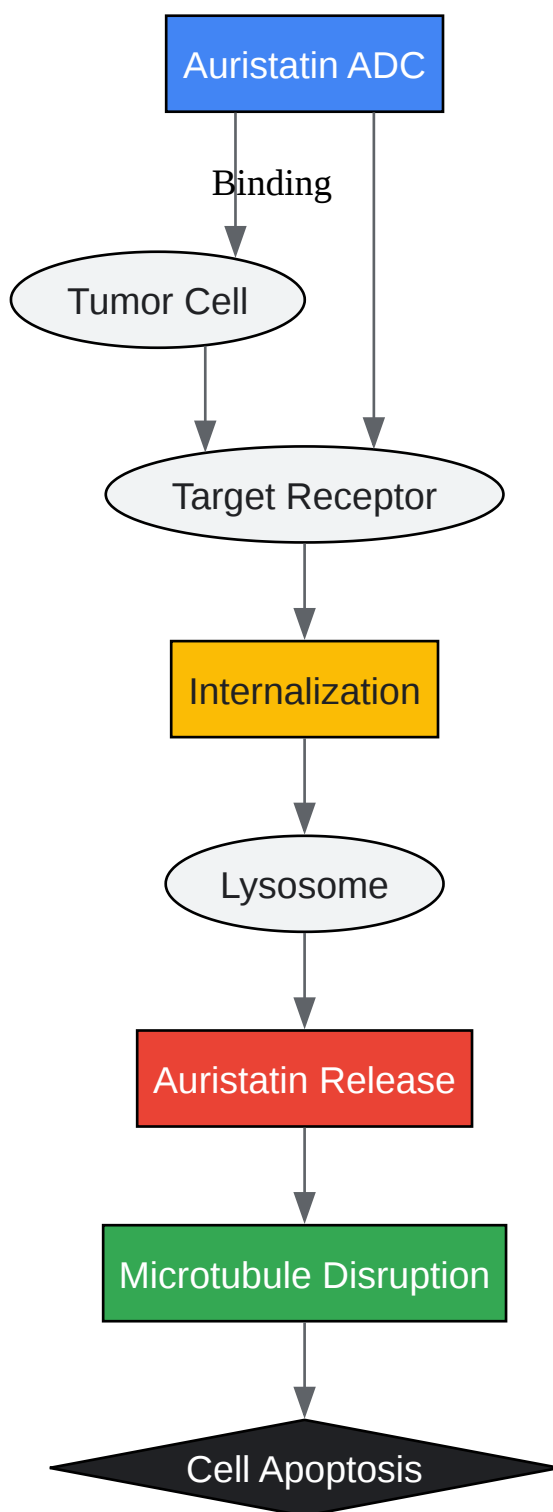 Auristatin ADC
Binding
Tumor Cell
Target Receptor
Internalization
Lysosome
Auristatin Release
Microtubule Disruption
Cell Apoptosis